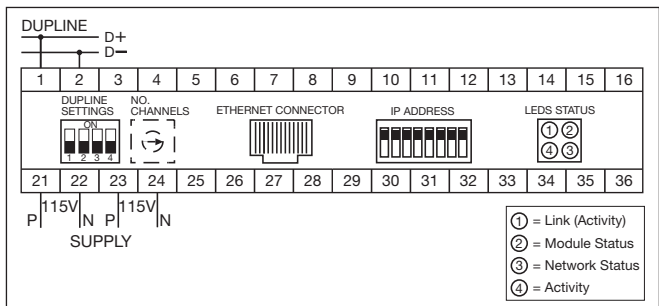 DUPLINE
D+
D−
1 2 3 4 5 6 7 8 9 10 11 12 13 14 15 16
DUPLINE SETTINGS
NO. CHANNELS
ETHERNET CONNECTOR
IP ADDRESS
LEDS STATUS
ON
1 2 3 4
1 2
4 3
21 22 23 24 25 26 27 28 29 30 31 32 33 34 35 36
P 115V N P 115V N
SUPPLY
1 = Link (Activity)
2 = Module Status
3 = Network Status
4 = Activity